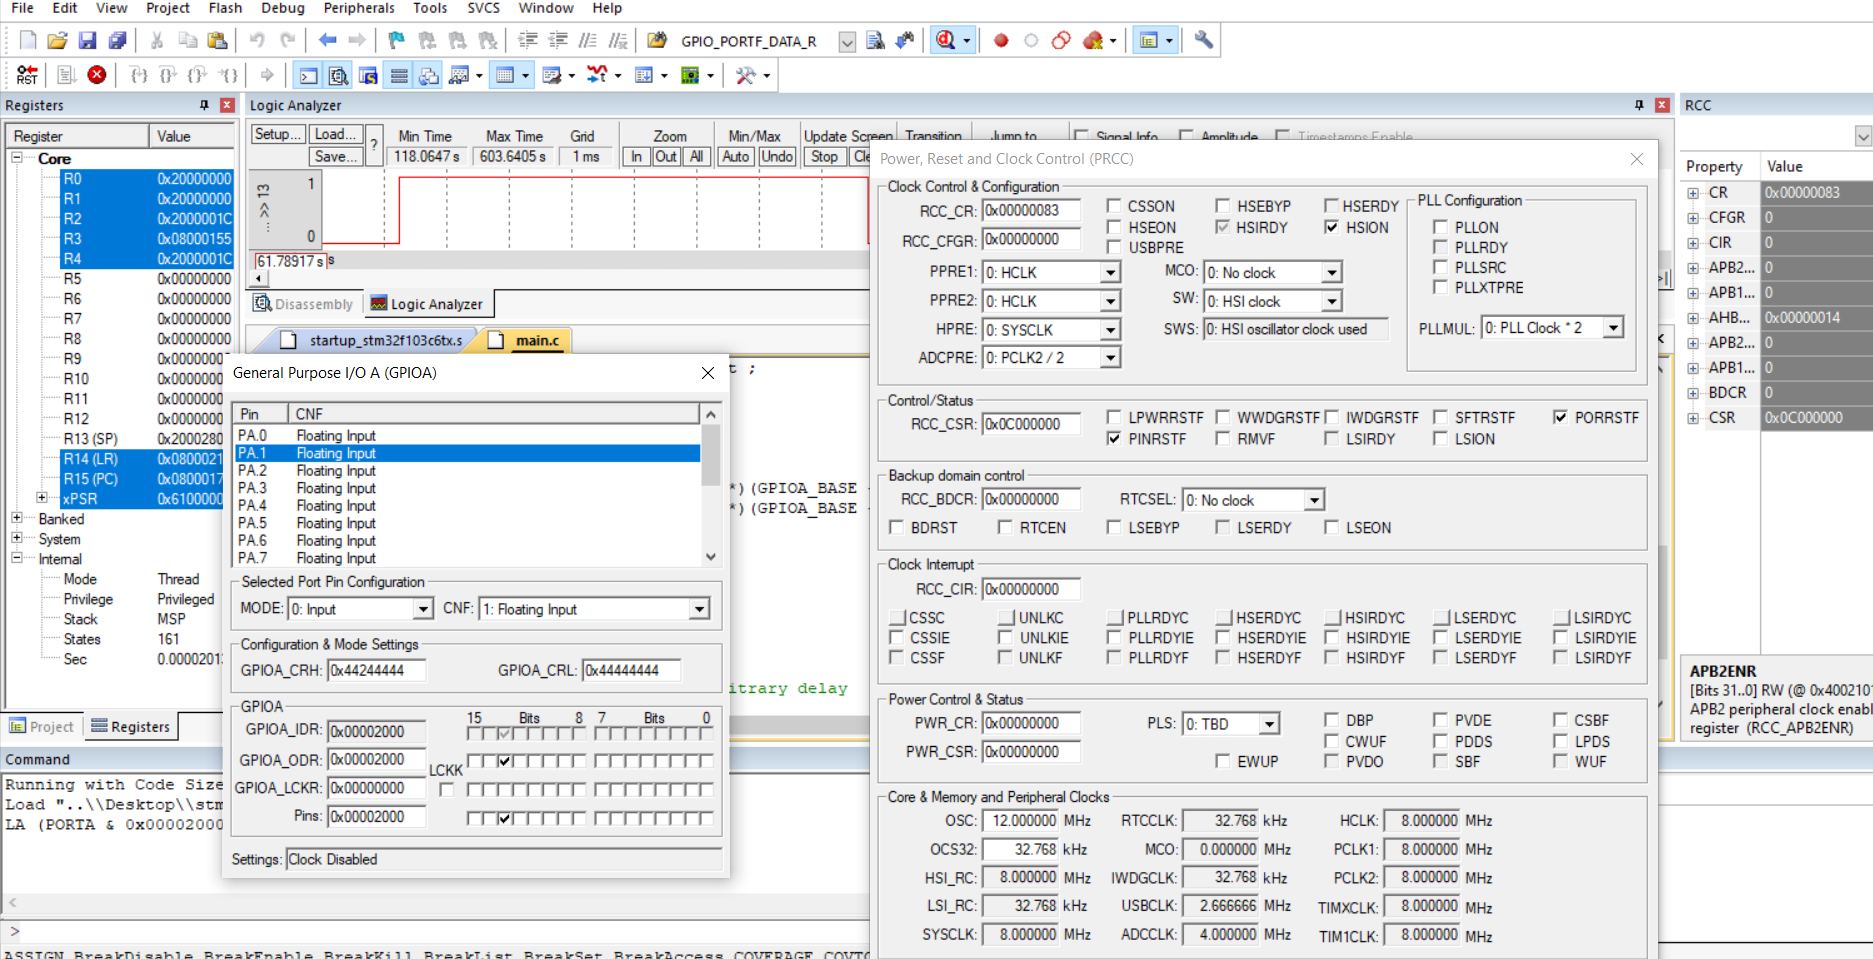 File Edit View Project Flash Debug Peripherals Tools SVCS Window Help
GPIO_PORTF_DATA_R
RST
Registers
Register Value
Core
R0 0x20000000
R1 0x20000000
R2 0x2000001C
R3 0x08000155
R4 0x2000001C
R5 0x00000000
R6 0x00000000
R7 0x00000000
R8 0x00000000
R9 0x0000000
R10 0x0000000
R11 0x0000000
R12 0x0000000
R13 (SP) 0x2000280
R14 (LR) 0x0800021
R15 (PC) 0x0800017
xPSR 0x6100000
Banked
System
Internal
Mode Thread
Privilege Privileged
Stack MSP
States 161
Sec 0.0000201
Project Registers
Logic Analyzer
Setup... Load... Save... ?
Min Time Max Time Grid Zoom Min/Max Update Screen Transition Jump to Signal Info Amplitude Timestamps Enable
118.0647 s 603.6405 s 1 ms In Out All Auto Undo Stop Cle
... >> 13
1
0
61.78917 s s
Disassembly Logic Analyzer
startup_stm32f103c6tx.s main.c
t ;
*)(GPIOA_BASE
*)(GPIOA_BASE
itrary delay
General Purpose I/O A (GPIOA)
Pin CNF
PA.0 Floating Input
PA.1 Floating Input
PA.2 Floating Input
PA.3 Floating Input
PA.4 Floating Input
PA.5 Floating Input
PA.6 Floating Input
PA.7 Floating Input
Selected Port Pin Configuration
MODE: 0: Input CNF: 1: Floating Input
Configuration & Mode Settings
GPIOA_CRH: 0x44244444 GPIOA_CRL: 0x44444444
GPIOA
15 Bits 8 7 Bits 0
GPIOA_IDR: 0x00002000
GPIOA_ODR: 0x00002000
LCKK
GPIOA_LCKR: 0x00000000
Pins: 0x00002000
Settings: Clock Disabled
Power, Reset and Clock Control (PRCC)
Clock Control & Configuration
RCC_CR: 0x00000083 CSSON HSEBYP HSERDY
HSEON HSIRDY HSION
RCC_CFGR: 0x00000000 USBPRE
PPRE1: 0: HCLK MCO: 0: No clock
PPRE2: 0: HCLK SW: 0: HSI clock
HPRE: 0: SYSCLK SWS: 0: HSI oscillator clock used
ADCPRE: 0: PCLK2 / 2
PLL Configuration
PLLON
PLLRDY
PLLSRC
PLLXTPRE
PLLMUL: 0: PLL Clock * 2
Control/Status
RCC_CSR: 0x0C000000 LPWRRSTF WWDGRSTF IWDGRSTF SFTRSTF PORRSTF
PINRSTF RMVF LSIRDY LSION
Backup domain control
RCC_BDCR: 0x00000000 RTCSEL: 0: No clock
BDRST RTCEN LSEBYP LSERDY LSEON
Clock Interrupt
RCC_CIR: 0x00000000
CSSC UNLKC PLLRDYC HSERDYC HSIRDYC LSERDYC LSIRDYC
CSSIE UNLKIE PLLRDYIE HSERDYIE HSIRDYIE LSERDYIE LSIRDYIE
CSSF UNLKF PLLRDYF HSERDYF HSIRDYF LSERDYF LSIRDYF
Power Control & Status
PWR_CR: 0x00000000 PLS: 0: TBD DBP PVDE CSBF
CWUF PDDS LPDS
PWR_CSR: 0x00000000 EWUP PVDO SBF WUF
Core & Memory and Peripheral Clocks
OSC: 12.000000 MHz RTCCLK: 32.768 kHz HCLK: 8.000000 MHz
OCS32: 32.768 kHz MCO: 0.000000 MHz PCLK1: 8.000000 MHz
HSI_RC: 8.000000 MHz IWDGCLK: 32.768 kHz PCLK2: 8.000000 MHz
LSI_RC: 32.768 kHz USBCLK: 2.666666 MHz TIMXCLK: 8.000000 MHz
SYSCLK: 8.000000 MHz ADCCLK: 4.000000 MHz TIM1CLK: 8.000000 MHz
RCC
Property Value
CR 0x00000083
CFGR 0
CIR 0
APB2... 0
APB1... 0
AHB... 0x00000014
APB2... 0
APB1... 0
BDCR 0
CSR 0x0C000000
APB2ENR
[Bits 31..0] RW (@ 0x4002101
APB2 peripheral clock enabl
register (RCC_APB2ENR)
Command
Running with Code Size
Load "..\\Desktop\\stm
LA (PORTA & 0x00002000
>
ASSIGN BreakDisable BreakEnable BreakKill BreakList BreakSet BreakAccess COVERAGE COVTO